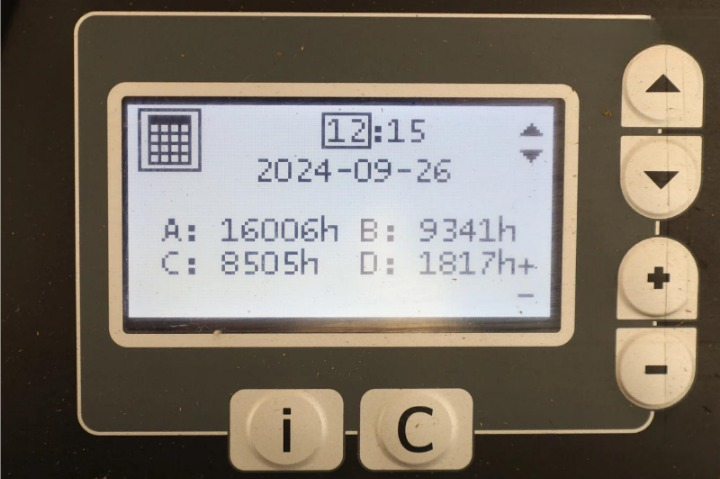 12:15
2024-09-26
A: 16006h B: 9341h
C: 8505h D: 1817h+
-
+
-
i C